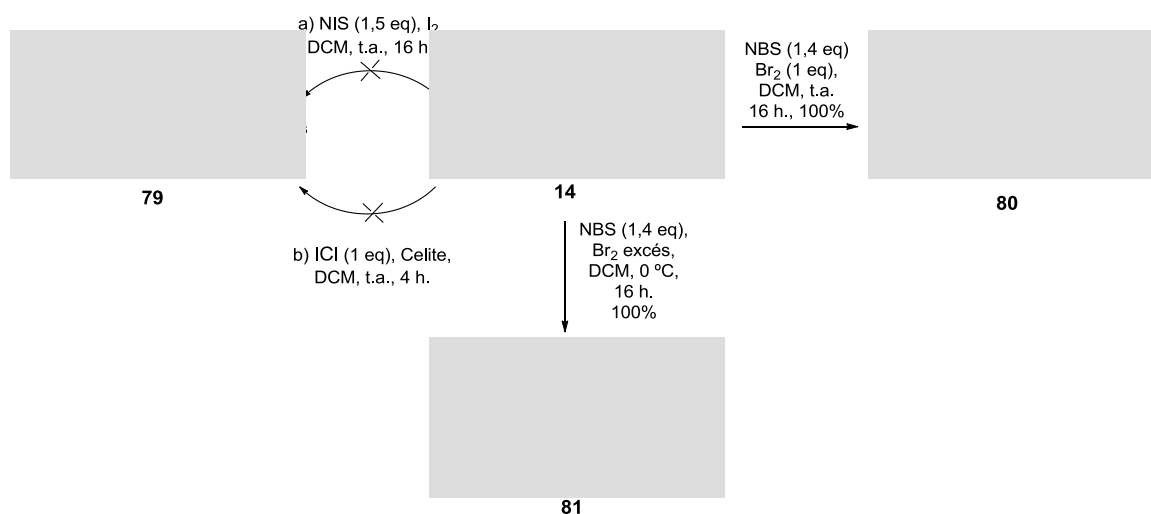 a) NIS (1,5 eq), I2
DCM, t.a., 16 h
79
b) ICl (1 eq), Celite,
DCM, t.a., 4 h.
14
NBS (1,4 eq)
Br2 (1 eq),
DCM, t.a.
16 h., 100%
80
NBS (1,4 eq),
Br2 excés,
DCM, 0 ºC,
16 h.
100%
81